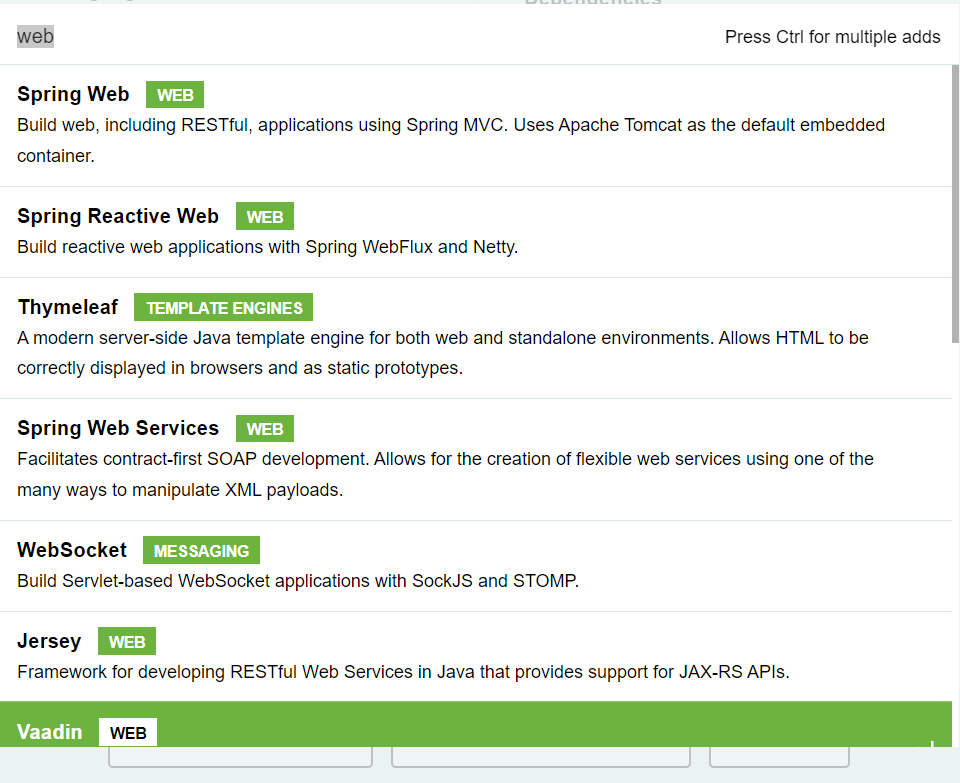 Dependencies
web
Press Ctrl for multiple adds
Spring Web WEB
Build web, including RESTful, applications using Spring MVC. Uses Apache Tomcat as the default embedded
container.
Spring Reactive Web WEB
Build reactive web applications with Spring WebFlux and Netty.
Thymeleaf TEMPLATE ENGINES
A modern server-side Java template engine for both web and standalone environments. Allows HTML to be
correctly displayed in browsers and as static prototypes.
Spring Web Services WEB
Facilitates contract-first SOAP development. Allows for the creation of flexible web services using one of the
many ways to manipulate XML payloads.
WebSocket MESSAGING
Build Servlet-based WebSocket applications with SockJS and STOMP.
Jersey WEB
Framework for developing RESTful Web Services in Java that provides support for JAX-RS APIs.
Vaadin WEB